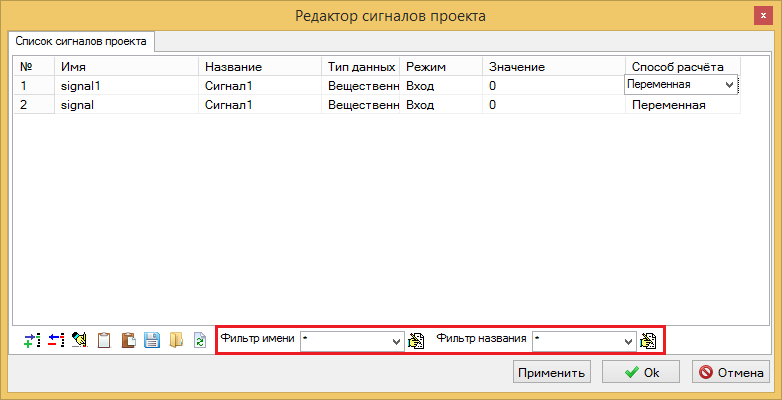 Редактор сигналов проекта
Список сигналов проекта
№ Имя Название Тип данных Режим Значение Способ расчёта
1 signal1 Сигнал1 Вещественн Вход 0 Переменная
2 signal Сигнал1 Вещественн Вход 0 Переменная
Фильтр имени * Фильтр названия *
Применить Ok Отмена